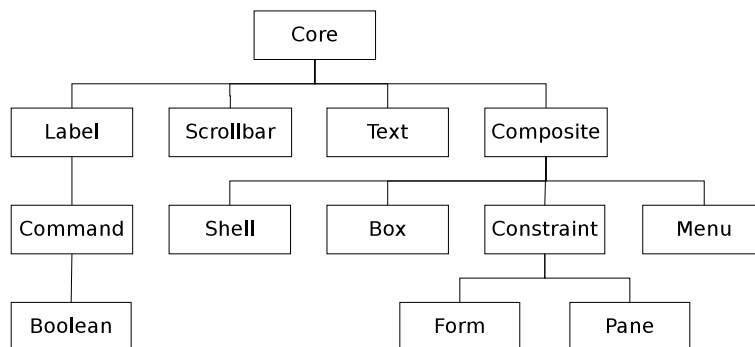 Core
Label
Scrollbar
Text
Composite
Command
Shell
Box
Constraint
Menu
Boolean
Form
Pane